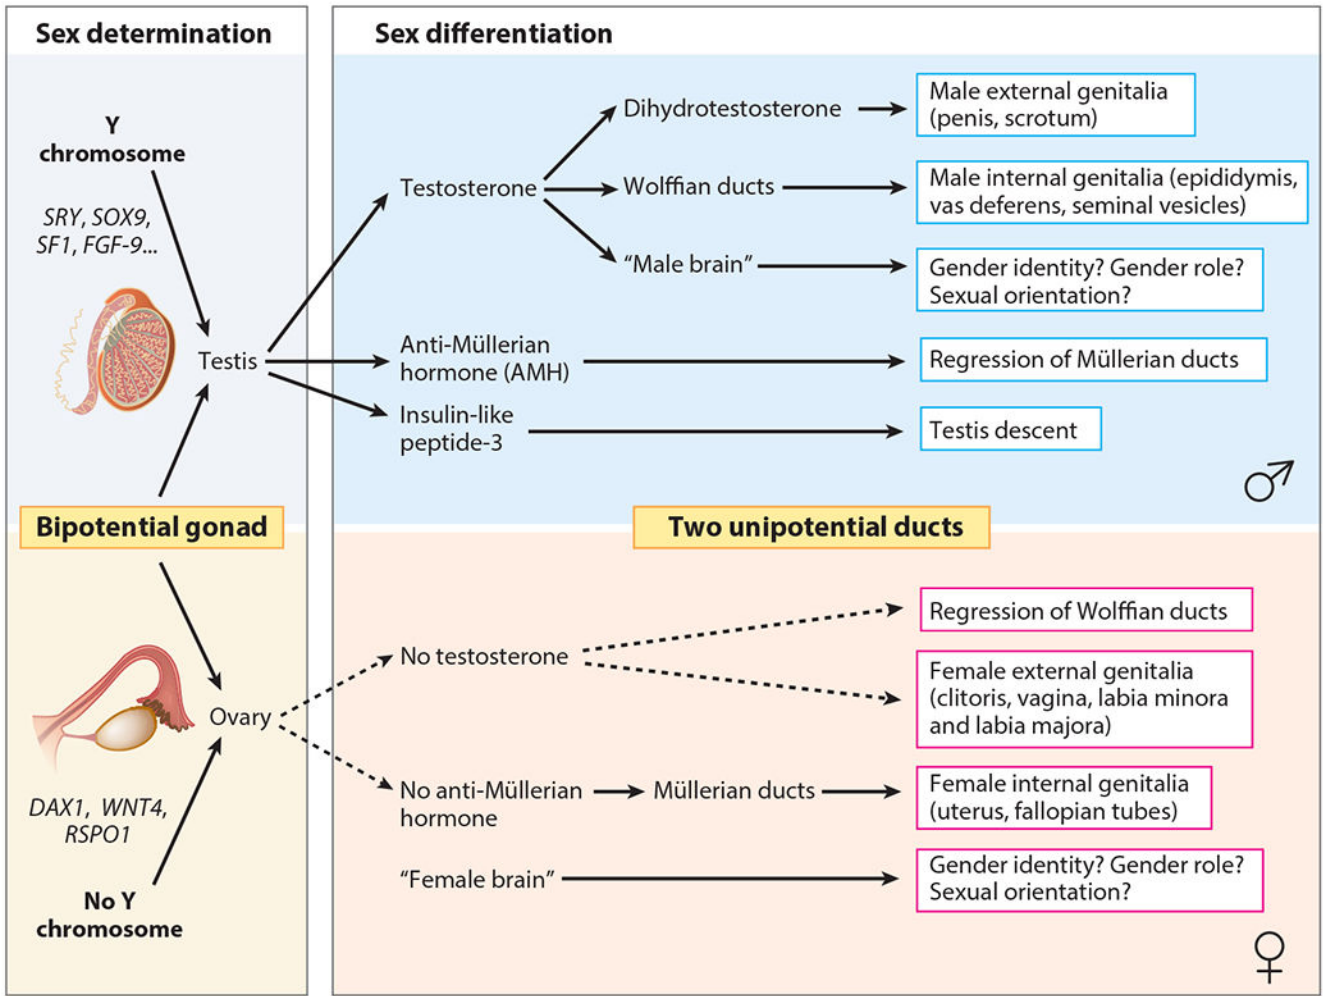 Sex determination
Y
chromosome
SRY, SOX9,
SF1, FGF-9...
Testis
Bipotential gonad
Ovary
DAX1, WNT4,
RSPO1
No Y
chromosome
Sex differentiation
Testosterone
Dihydrotestosterone
Male external genitalia
(penis, scrotum)
Wolffian ducts
Male internal genitalia (epididymis,
vas deferens, seminal vesicles)
“Male brain”
Gender identity? Gender role?
Sexual orientation?
Anti-Müllerian
hormone (AMH)
Regression of Müllerian ducts
Insulin-like
peptide-3
Testis descent
Two unipotential ducts
No testosterone
Regression of Wolffian ducts
Female external genitalia
(clitoris, vagina, labia minora
and labia majora)
No anti-Müllerian
hormone
Müllerian ducts
Female internal genitalia
(uterus, fallopian tubes)
“Female brain”
Gender identity? Gender role?
Sexual orientation?